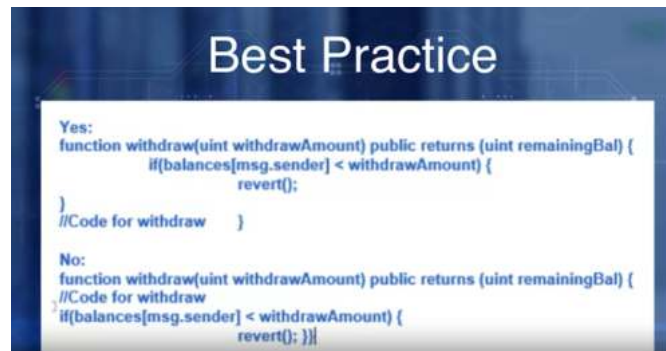 Best Practice
Yes:
function withdraw(uint withdrawAmount) public returns (uint remainingBal) {
if(balances[msg.sender] < withdrawAmount) {
revert();
}
//Code for withdraw }
No:
function withdraw(uint withdrawAmount) public returns (uint remainingBal) {
//Code for withdraw
if(balances[msg.sender] < withdrawAmount) {
revert(); }}